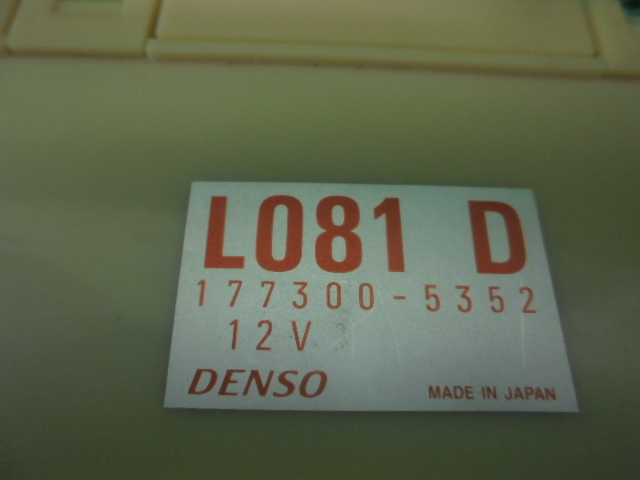 L081 D
177300-5352
12V
DENSO MADE IN JAPAN